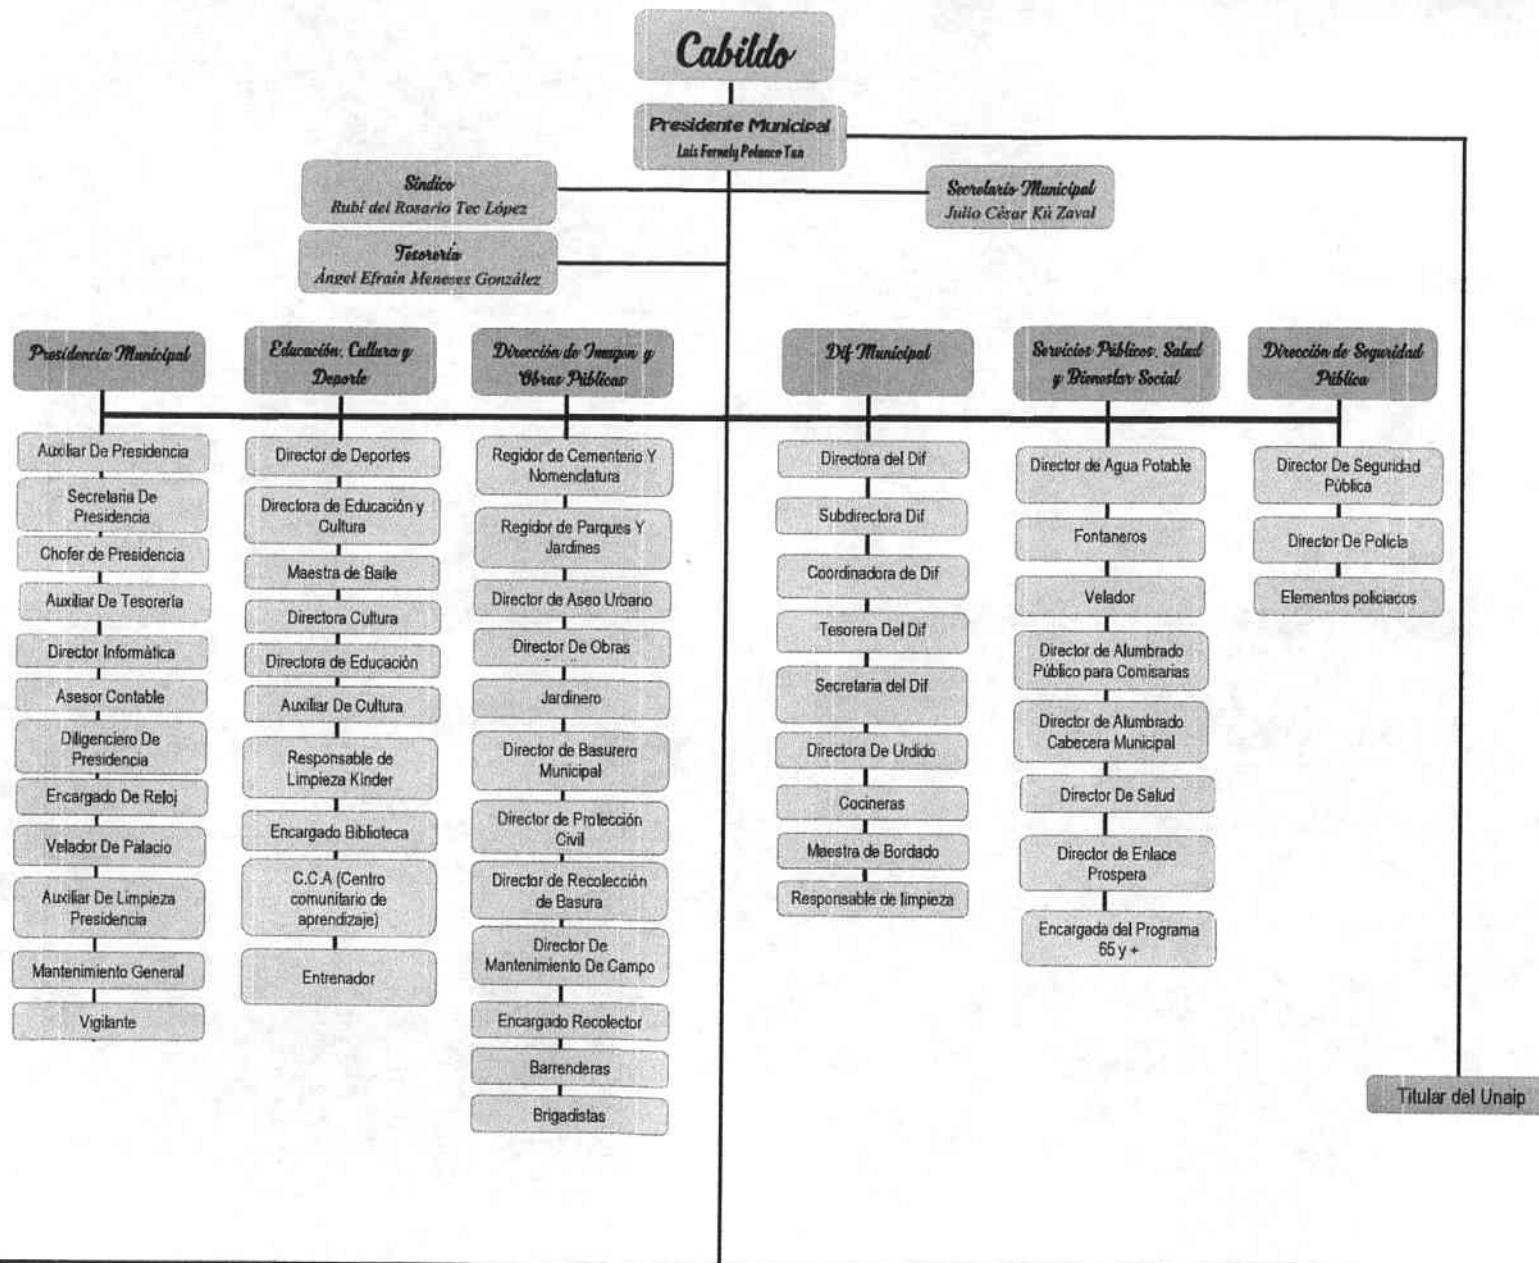 Cabildo
Presidente Municipal
Luis Fernely Polanco Tun
Síndico
Rubí del Rosario Tec López
Secretario Municipal
Julio César Kú Zaval
Tesorería
Ángel Efraín Meneses González
Presidencia Municipal
Auxiliar De Presidencia
Secretaria De
Presidencia
Chofer de Presidencia
Auxiliar De Tesorería
Director Informàtica
Asesor Contable
Diligenciero De
Presidencia
Encargado De Reloj
Velador De Palacio
Auxiliar De Limpieza
Presidencia
Mantenimiento General
Vigilante
Educación, Cultura y
Deporte
Director de Deportes
Directora de Educación y
Cultura
Maestra de Baile
Directora Cultura
Directora de Educación
Auxiliar De Cultura
Responsable de
Limpieza Kínder
Encargado Biblioteca
C.C.A (Centro
comunitario de
aprendizaje)
Entrenador
Dirección de Imagen y
Obras Públicas
Regidor de Cementerio Y
Nomenclatura
Regidor de Parques Y
Jardines
Director de Aseo Urbano
Director De Obras
Jardinero
Director de Basurero
Municipal
Director de Protección
Civil
Director de Recolección
de Basura
Director De
Mantenimiento De Campo
Encargado Recolector
Barrenderas
Brigadistas
Dif Municipal
Directora del Dif
Subdirectora Dif
Coordinadora de Dif
Tesorera Del Dif
Secretaria del Dif
Directora De Urdido
Cocineras
Maestra de Bordado
Responsable de limpieza
Servicios Públicos, Salud
y Bienestar Social
Director de Agua Potable
Fontaneros
Velador
Director de Alumbrado
Público para Comisarias
Director de Alumbrado
Cabecera Municipal
Director De Salud
Director de Enlace
Prospera
Encargada del Programa
65 y +
Dirección de Seguridad
Pública
Director De Seguridad
Pública
Director De Policía
Elementos policiacos
Titular del Unaip